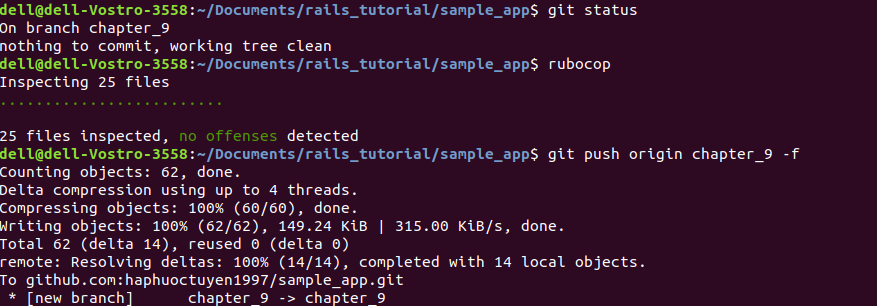 dell@dell-Vostro-3558:~/Documents/rails_tutorial/sample_app$ git status
On branch chapter_9
nothing to commit, working tree clean
dell@dell-Vostro-3558:~/Documents/rails_tutorial/sample_app$ rubocop
Inspecting 25 files
.........................
25 files inspected, no offenses detected
dell@dell-Vostro-3558:~/Documents/rails_tutorial/sample_app$ git push origin chapter_9 -f
Counting objects: 62, done.
Delta compression using up to 4 threads.
Compressing objects: 100% (60/60), done.
Writing objects: 100% (62/62), 149.24 KiB | 315.00 KiB/s, done.
Total 62 (delta 14), reused 0 (delta 0)
remote: Resolving deltas: 100% (14/14), completed with 14 local objects.
To github.com:haphuoctuyen1997/sample_app.git
 * [new branch]      chapter_9 -> chapter_9